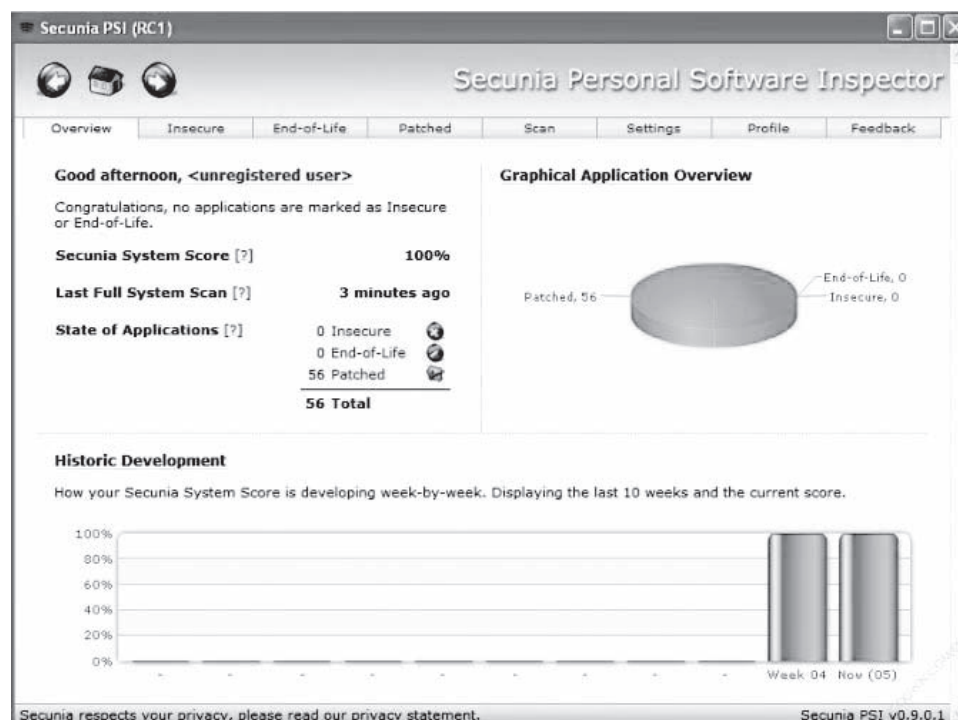 Secunia PSI (RC1)
Secunia Personal Software Inspector
Overview Insecure End-of-Life Patched Scan Settings Profile Feedback
Good afternoon, <unregistered user>
Congratulations, no applications are marked as Insecure
or End-of-Life.
Secunia System Score [?] 100%
Last Full System Scan [?] 3 minutes ago
State of Applications [?] 0 Insecure
0 End-of-Life
56 Patched
56 Total
Graphical Application Overview
End-of-Life, 0
Patched, 56
Insecure, 0
Historic Development
How your Secunia System Score is developing week-by-week. Displaying the last 10 weeks and the current score.
100%
80%
60%
40%
20%
0%
- - - - - - - - - Week 04 Nov (05)
Secunia respects your privacy, please read our privacy statement. Secunia PSI v0.9.0.1